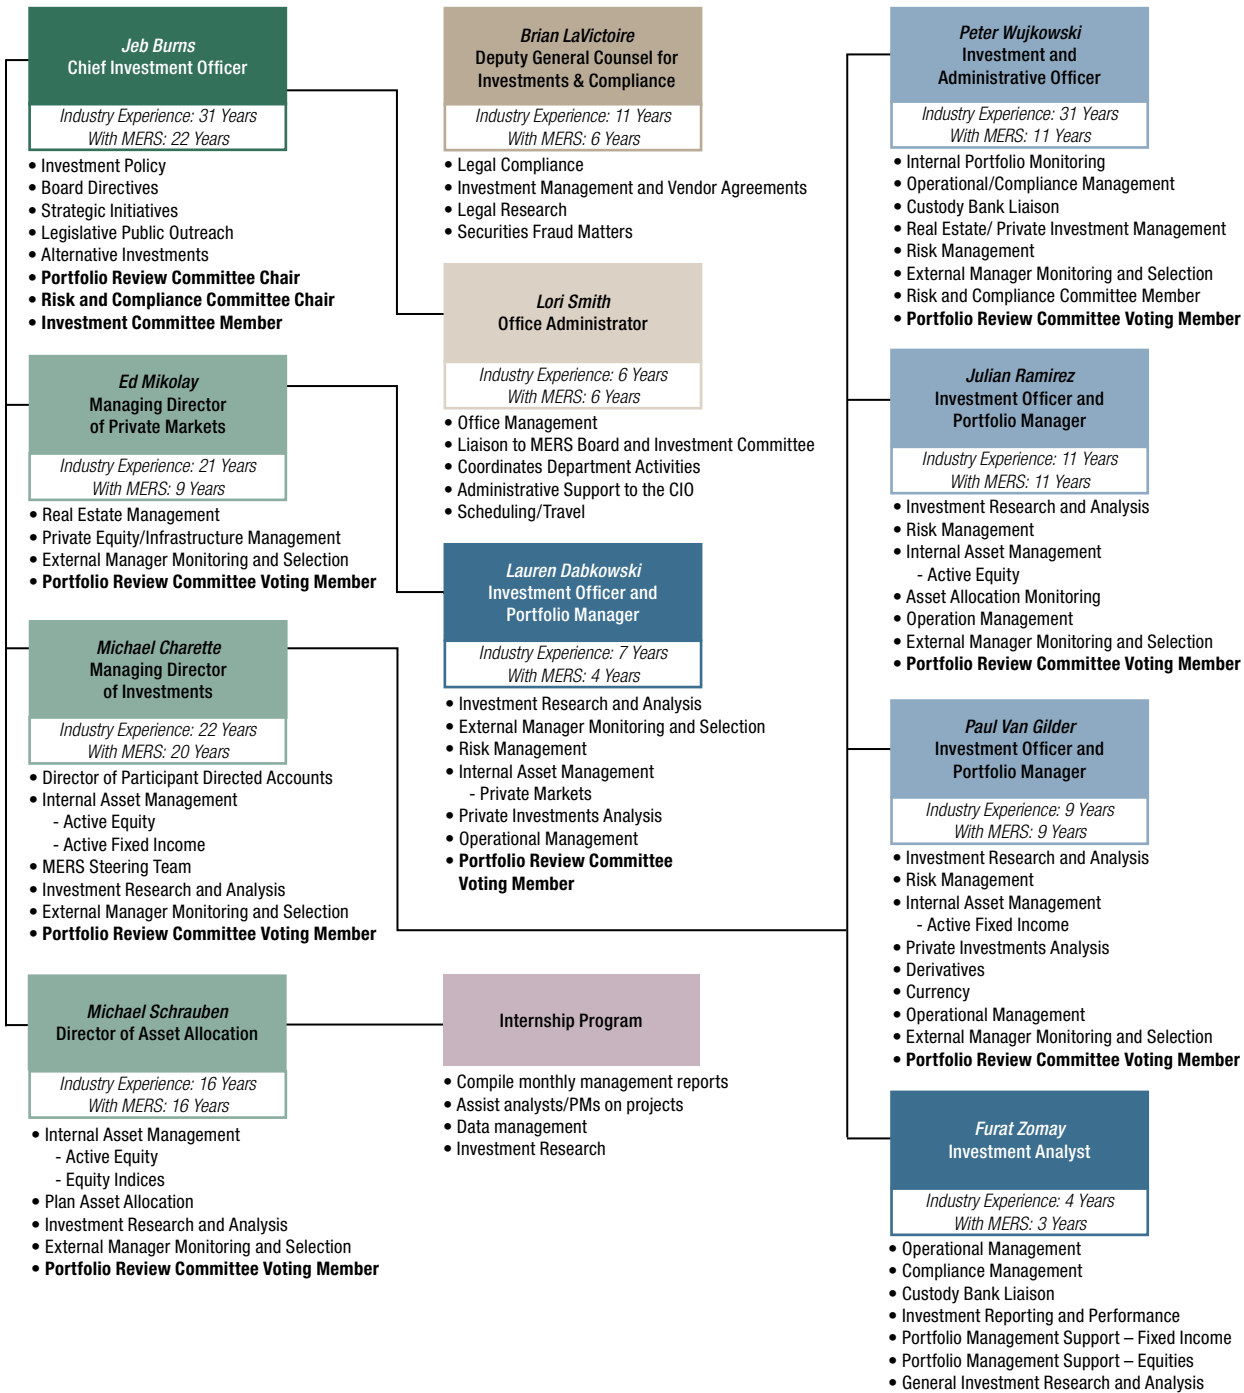 Jeb Burns
Chief Investment Officer
Industry Experience: 31 Years
With MERS: 22 Years
• Investment Policy
• Board Directives
• Strategic Initiatives
• Legislative Public Outreach
• Alternative Investments
• Portfolio Review Committee Chair
• Risk and Compliance Committee Chair
• Investment Committee Member
Ed Mikolay
Managing Director
of Private Markets
Industry Experience: 21 Years
With MERS: 9 Years
• Real Estate Management
• Private Equity/Infrastructure Management
• External Manager Monitoring and Selection
• Portfolio Review Committee Voting Member
Michael Charette
Managing Director
of Investments
Industry Experience: 22 Years
With MERS: 20 Years
• Director of Participant Directed Accounts
• Internal Asset Management
- Active Equity
- Active Fixed Income
• MERS Steering Team
• Investment Research and Analysis
• External Manager Monitoring and Selection
• Portfolio Review Committee Voting Member
Michael Schrauben
Director of Asset Allocation
Industry Experience: 16 Years
With MERS: 16 Years
• Internal Asset Management
- Active Equity
- Equity Indices
• Plan Asset Allocation
• Investment Research and Analysis
• External Manager Monitoring and Selection
• Portfolio Review Committee Voting Member
Brian LaVictoire
Deputy General Counsel for
Investments & Compliance
Industry Experience: 11 Years
With MERS: 6 Years
• Legal Compliance
• Investment Management and Vendor Agreements
• Legal Research
• Securities Fraud Matters
Lori Smith
Office Administrator
Industry Experience: 6 Years
With MERS: 6 Years
• Office Management
• Liaison to MERS Board and Investment Committee
• Coordinates Department Activities
• Administrative Support to the CIO
• Scheduling/Travel
Lauren Dabkowski
Investment Officer and
Portfolio Manager
Industry Experience: 7 Years
With MERS: 4 Years
• Investment Research and Analysis
• External Manager Monitoring and Selection
• Risk Management
• Internal Asset Management
- Private Markets
• Private Investments Analysis
• Operational Management
• Portfolio Review Committee
Voting Member
Internship Program
• Compile monthly management reports
• Assist analysts/PMs on projects
• Data management
• Investment Research
Peter Wujkowski
Investment and
Administrative Officer
Industry Experience: 31 Years
With MERS: 11 Years
• Internal Portfolio Monitoring
• Operational/Compliance Management
• Custody Bank Liaison
• Real Estate/ Private Investment Management
• Risk Management
• External Manager Monitoring and Selection
• Risk and Compliance Committee Member
• Portfolio Review Committee Voting Member
Julian Ramirez
Investment Officer and
Portfolio Manager
Industry Experience: 11 Years
With MERS: 11 Years
• Investment Research and Analysis
• Risk Management
• Internal Asset Management
- Active Equity
• Asset Allocation Monitoring
• Operation Management
• External Manager Monitoring and Selection
• Portfolio Review Committee Voting Member
Paul Van Gilder
Investment Officer and
Portfolio Manager
Industry Experience: 9 Years
With MERS: 9 Years
• Investment Research and Analysis
• Risk Management
• Internal Asset Management
- Active Fixed Income
• Private Investments Analysis
• Derivatives
• Currency
• Operational Management
• External Manager Monitoring and Selection
• Portfolio Review Committee Voting Member
Furat Zomay
Investment Analyst
Industry Experience: 4 Years
With MERS: 3 Years
• Operational Management
• Compliance Management
• Custody Bank Liaison
• Investment Reporting and Performance
• Portfolio Management Support – Fixed Income
• Portfolio Management Support – Equities
• General Investment Research and Analysis